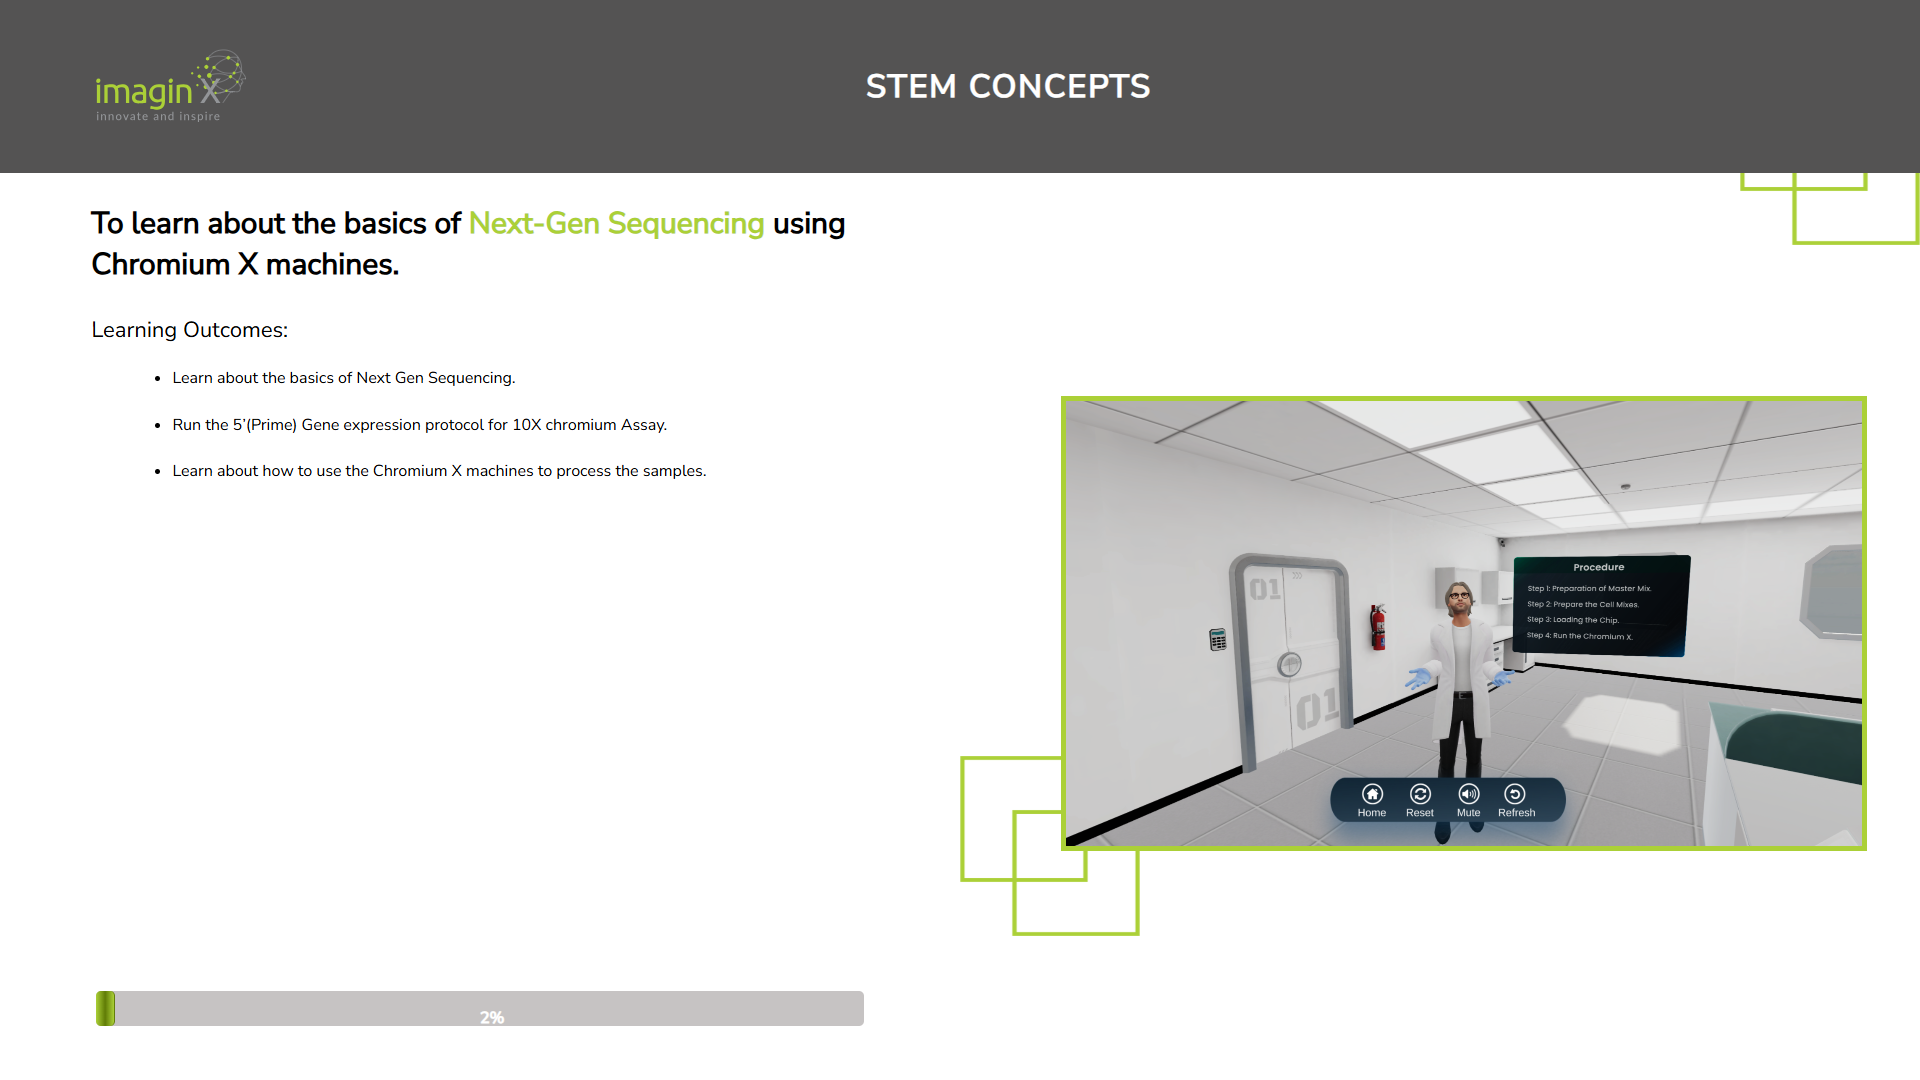 imagin X
innovate and inspire
STEM CONCEPTS
To learn about the basics of Next-Gen Sequencing using
Chromium X machines.
Learning Outcomes:
• Learn about the basics of Next Gen Sequencing.
• Run the 5’(Prime) Gene expression protocol for 10X chromium Assay.
• Learn about how to use the Chromium X machines to process the samples.
01
01
Procedure
Step 1: Preparation of Master Mix.
Step 2: Prepare the Cell Mixes.
Step 3: Loading the Chip.
Step 4: Run the Chromium X.
Home Reset Mute Refresh
2%